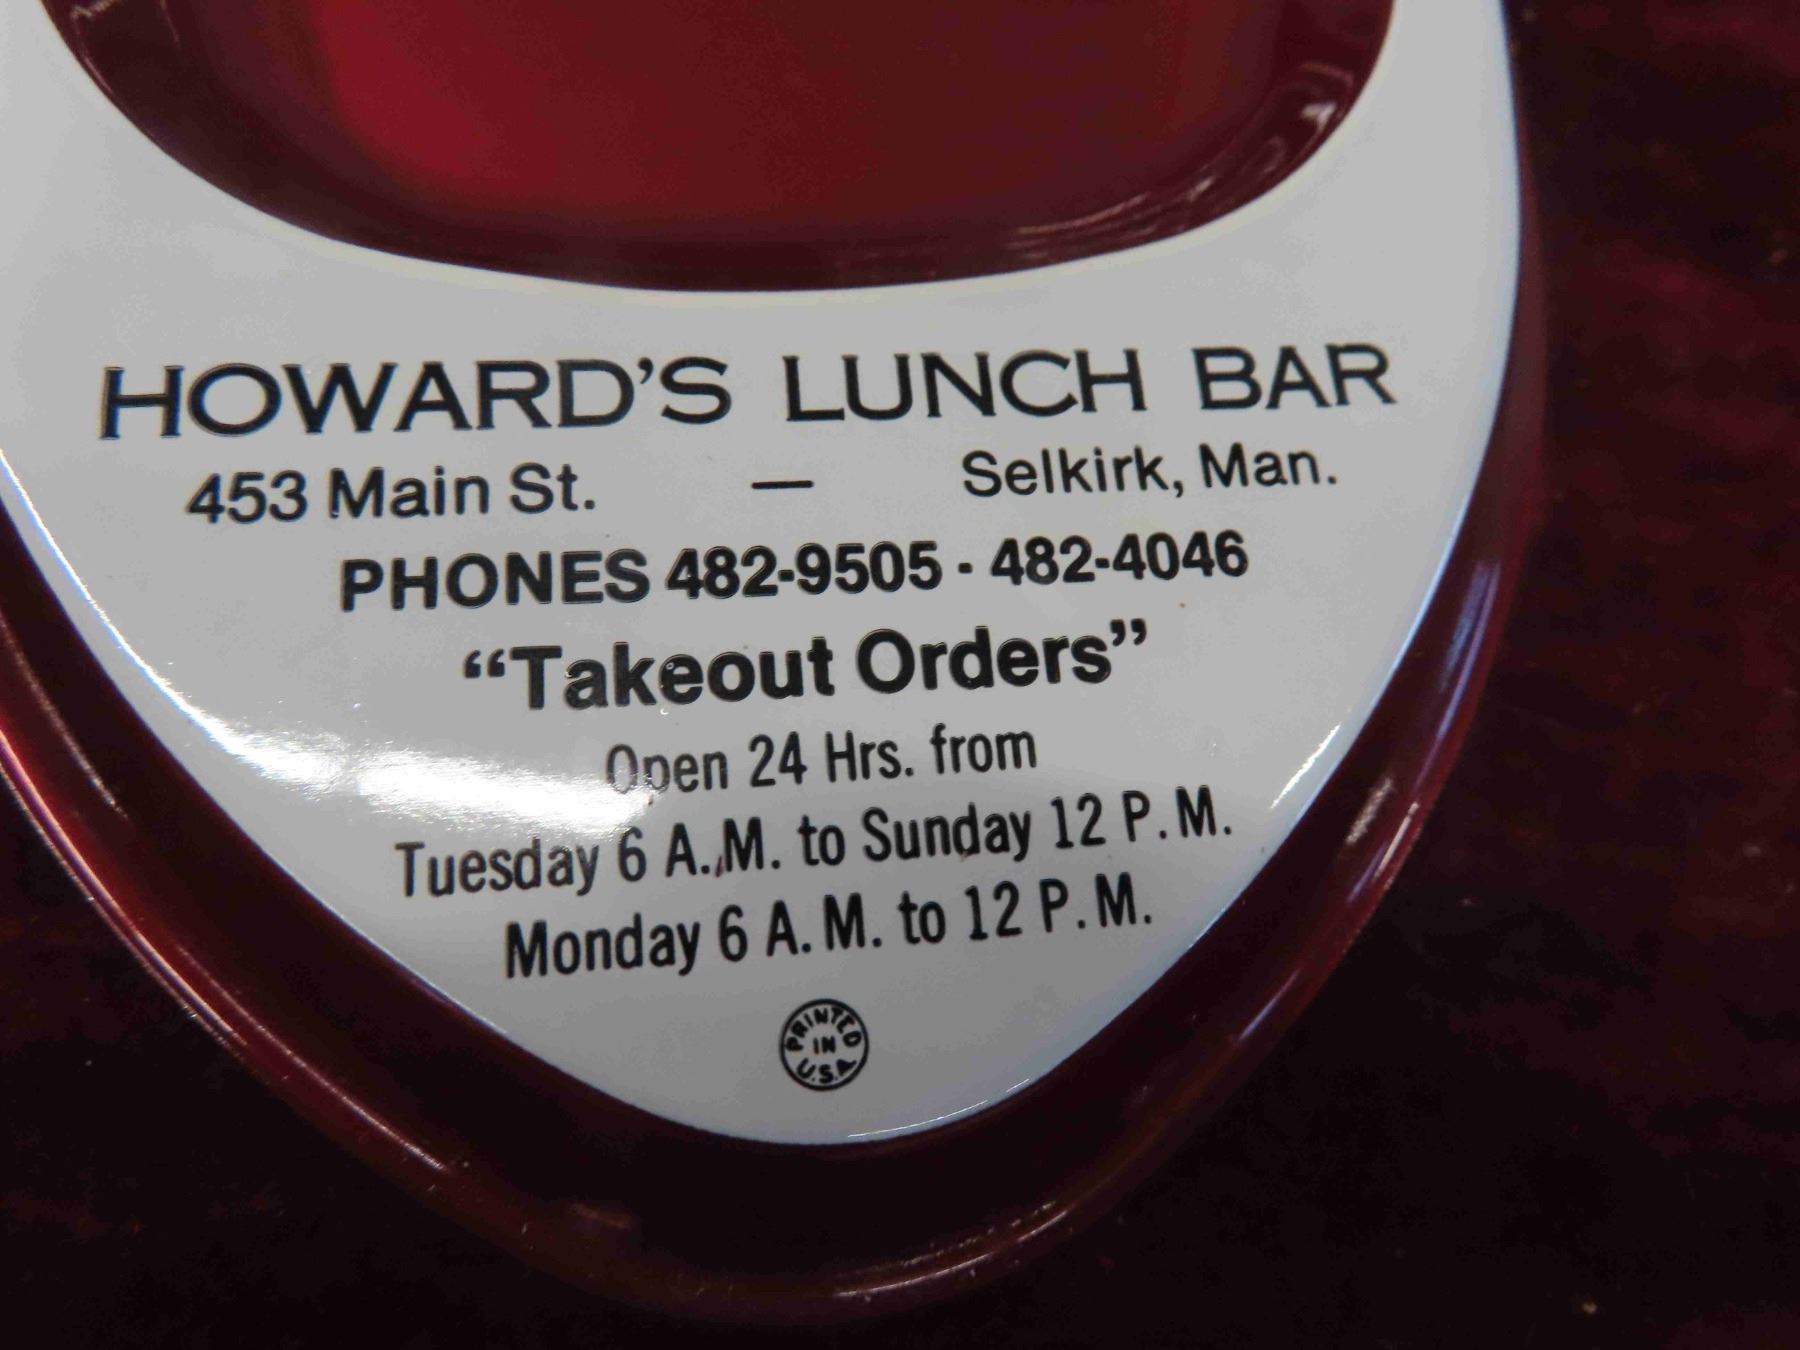 HOWARD'S LUNCH BAR
453 Main St. — Selkirk, Man.
PHONES 482-9505 - 482-4046
“Takeout Orders”
Open 24 Hrs. from
Tuesday 6 A.M. to Sunday 12 P.M.
Monday 6 A.M. to 12 P.M.
PRINTED
IN
U.S.A